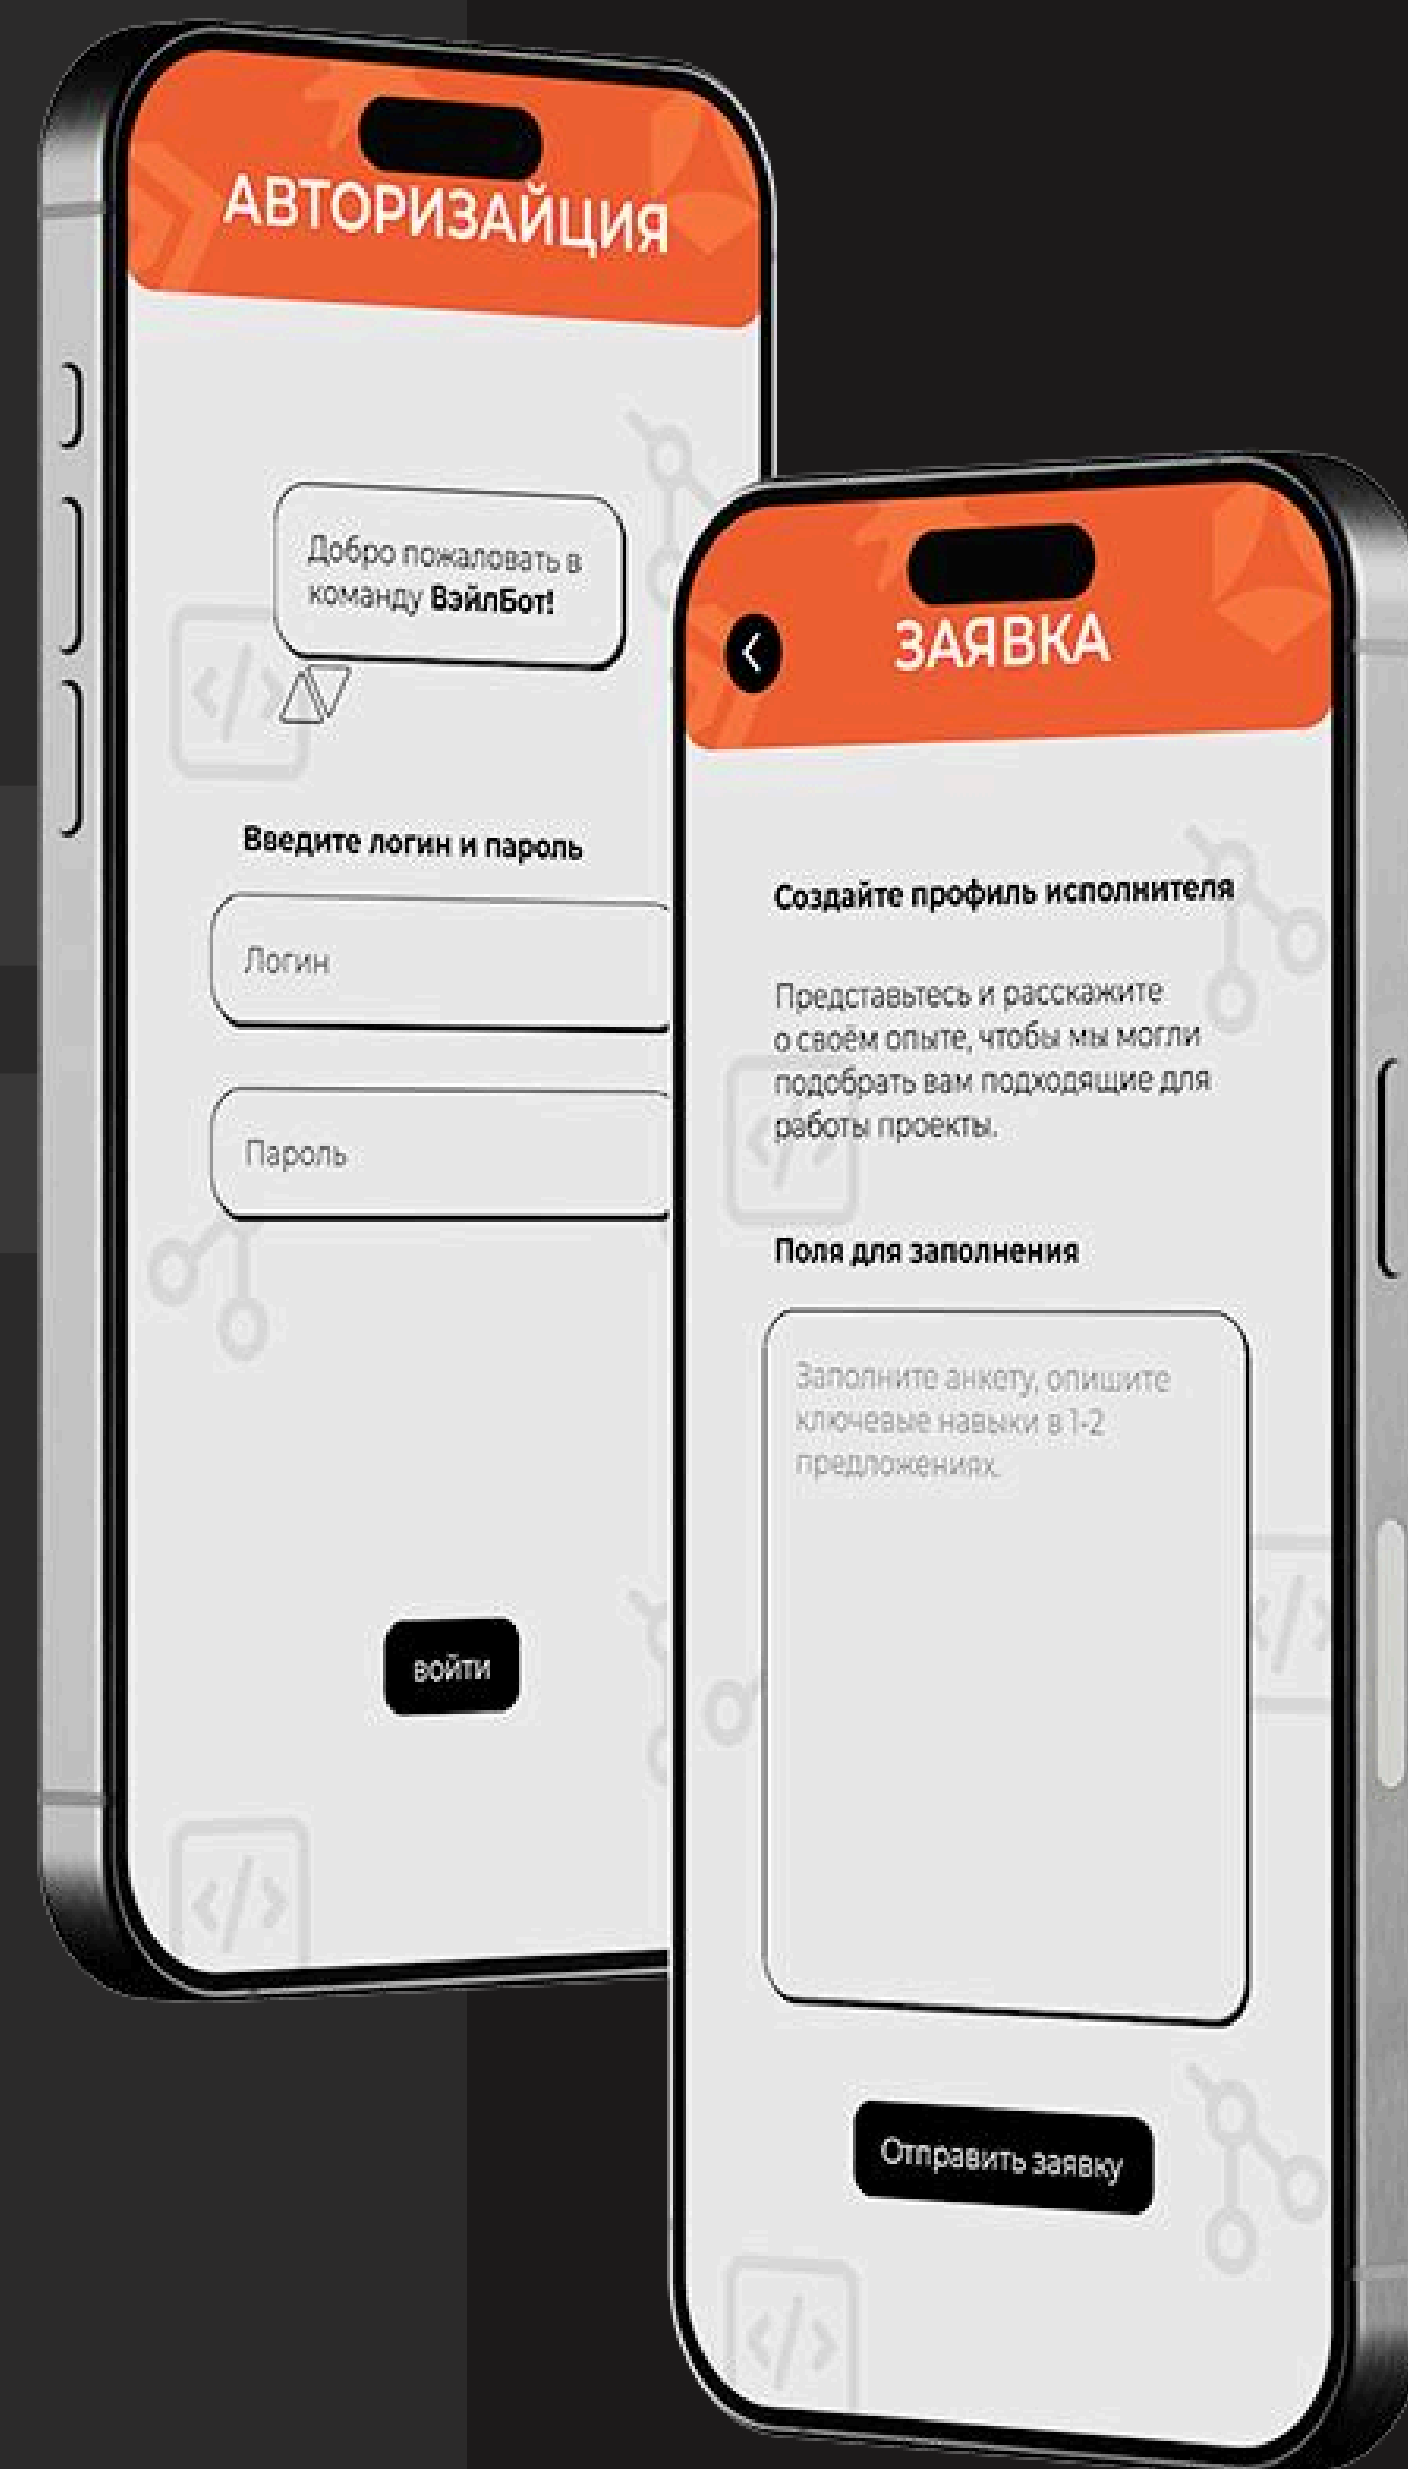 АВТОРИЗАЙЦИЯ
Добро пожаловать в
команду ВэйлБот!
Введите логин и пароль
Логин
Пароль
войти
ЗАЯВКА
Создайте профиль исполнителя
Представьтесь и расскажите
о своём опыте, чтобы мы могли
подобрать вам подходящие для
работы проекты.
Поля для заполнения
Заполните анкету, опишите
ключевые навыки в 1-2
предложениях.
Отправить заявку